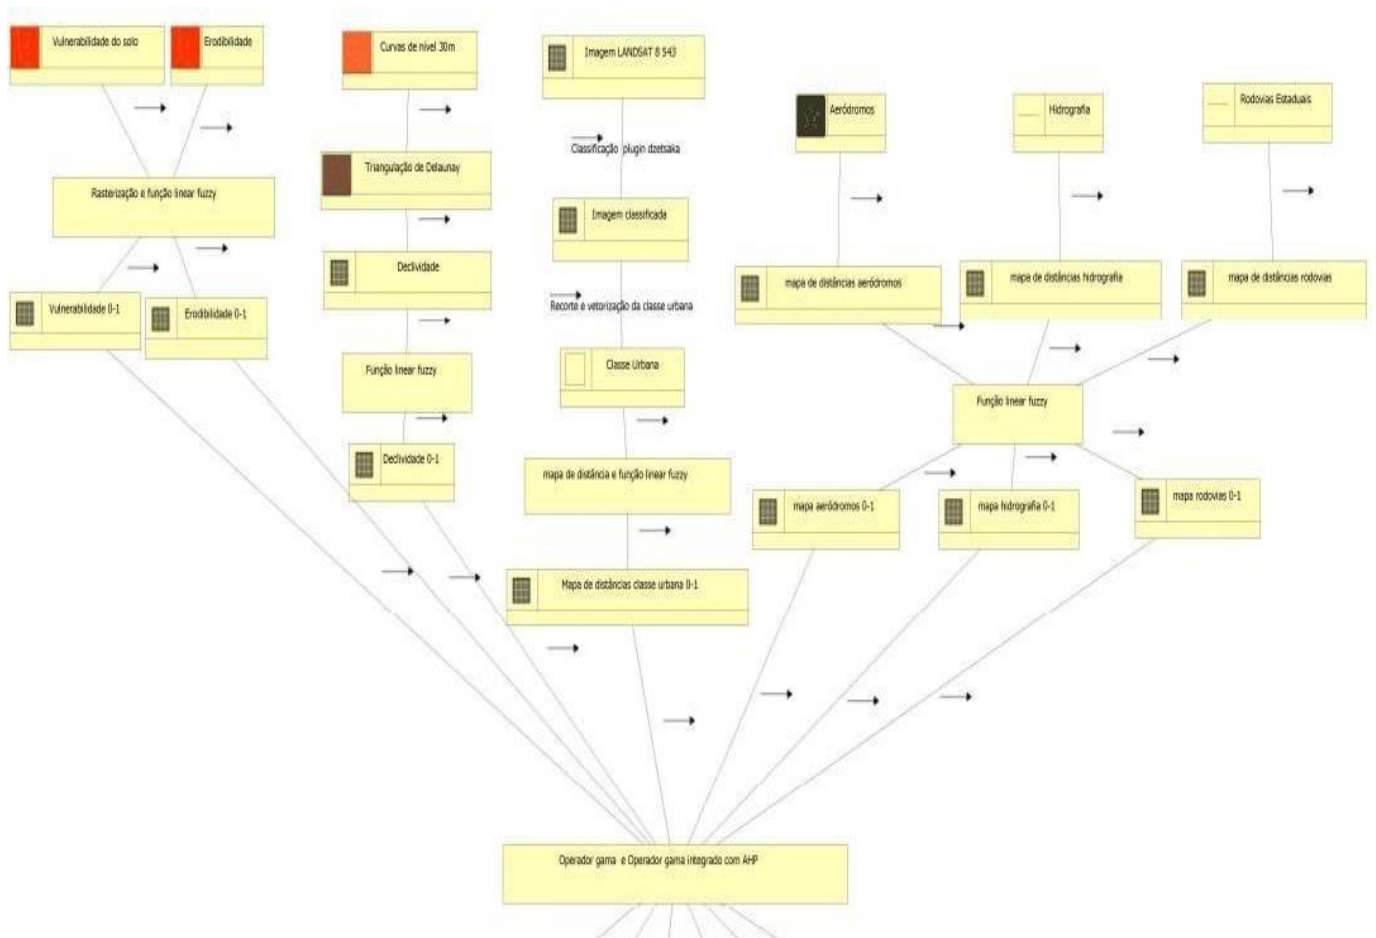 Vulnerabilidade do solo
Erodibilidade
Curvas de nível 30m
Imagem LANDSAT 8 543
Aeródromos
Hidrografia
Rodovias Estaduais
Classificação plugin dzetsaka
Triangulação de Delaunay
Rasterização e função linear fuzzy
Imagem classificada
Declividade
mapa de distâncias aeródromos
mapa de distâncias hidrografia
mapa de distâncias rodovias
Vulnerabilidade 0-1
Erodibilidade 0-1
Recorte e vetorização da classe urbana
Função linear fuzzy
Classe Urbana
Função linear fuzzy
Declividade 0-1
mapa de distância e função linear fuzzy
mapa aeródromos 0-1
mapa hidrografia 0-1
mapa rodovias 0-1
Mapa de distâncias classe urbana 0-1
Operador gama e Operador gama integrado com AHP